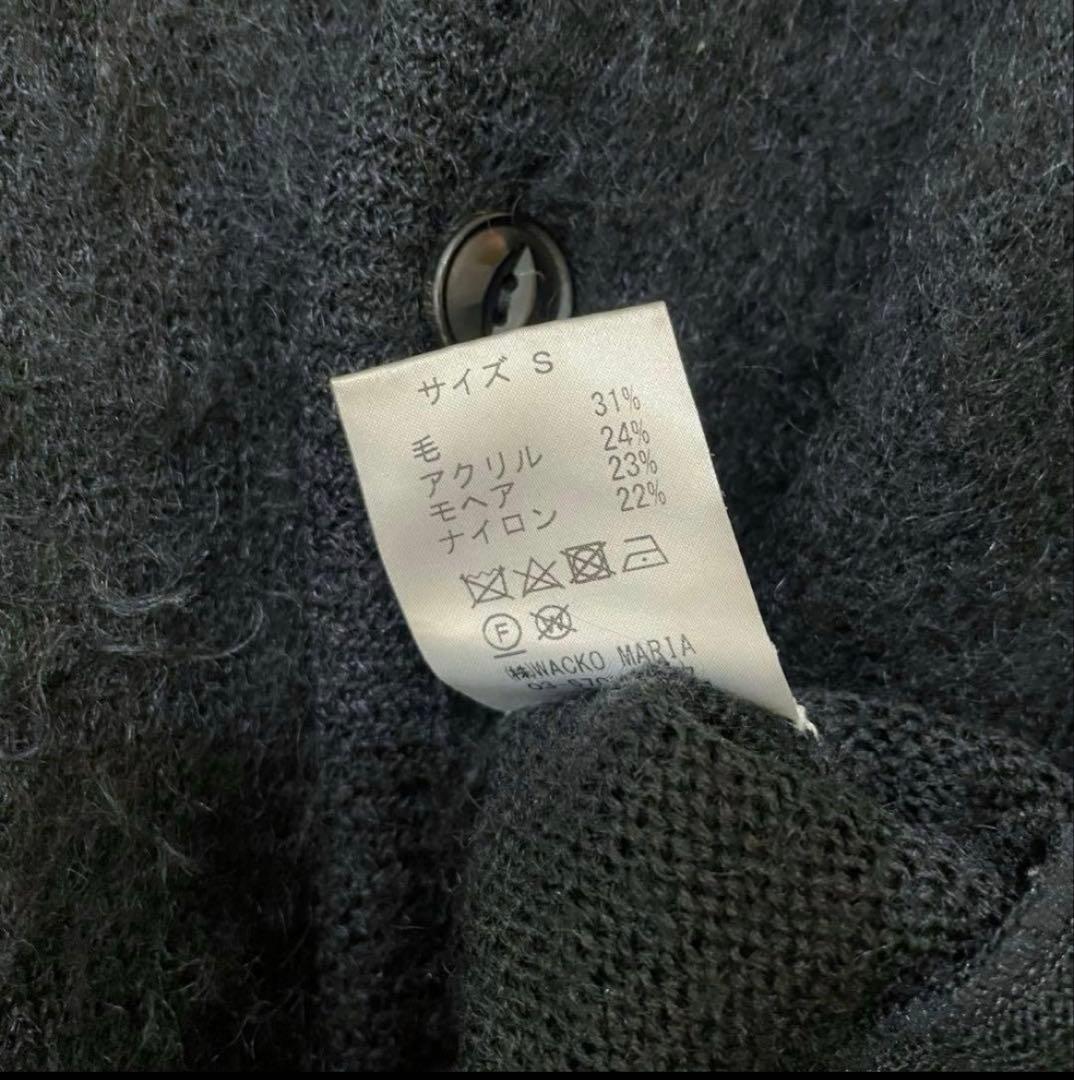 サイズ S
毛 31%
アクリル 24%
モヘア 23%
ナイロン 22%
F W
㈱WACKO MARIA